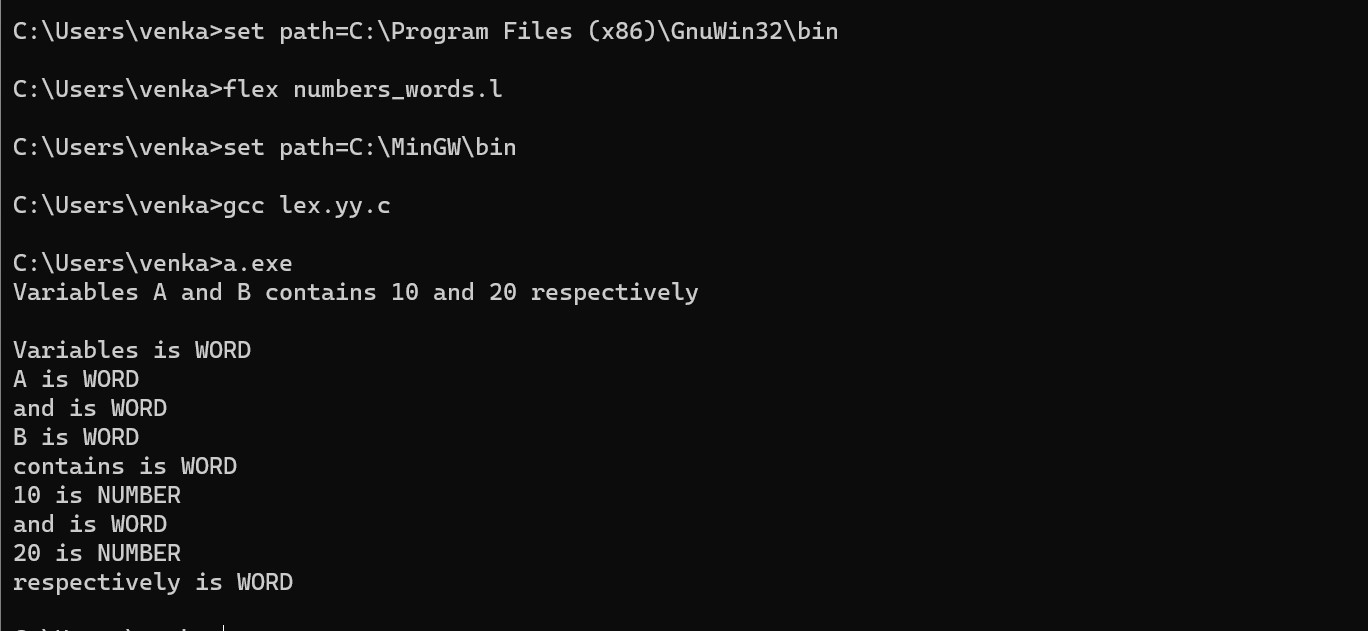 C:\Users\venka>set path=C:\Program Files (x86)\GnuWin32\bin
C:\Users\venka>flex numbers_words.l
C:\Users\venka>set path=C:\MinGW\bin
C:\Users\venka>gcc lex.yy.c
C:\Users\venka>a.exe
Variables A and B contains 10 and 20 respectively
Variables is WORD
A is WORD
and is WORD
B is WORD
contains is WORD
10 is NUMBER
and is WORD
20 is NUMBER
respectively is WORD